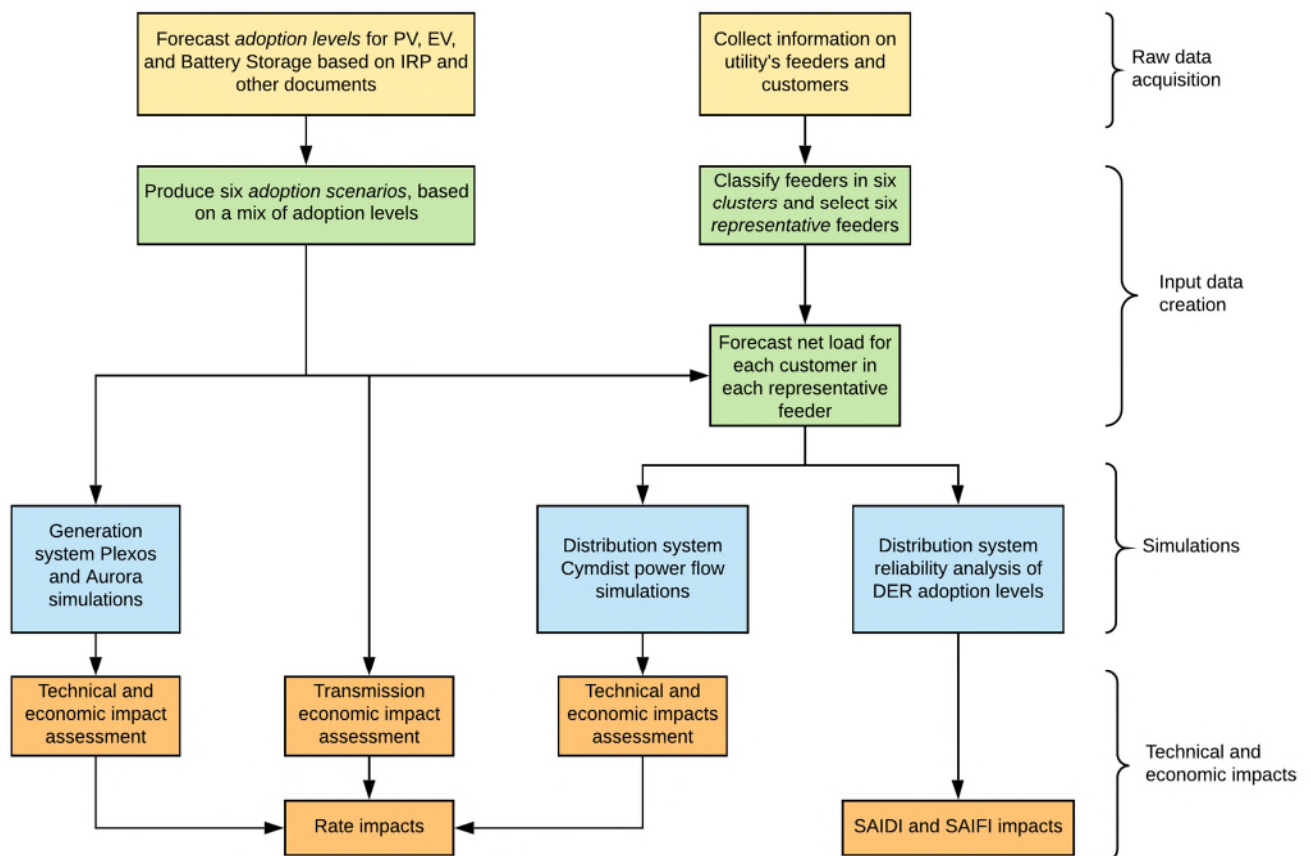 Forecast adoption levels for PV, EV,
and Battery Storage based on IRP and
other documents
Collect information on
utility's feeders and
customers
Raw data
acquisition
Produce six adoption scenarios, based
on a mix of adoption levels
Classify feeders in six
clusters and select six
representative feeders
Input data
creation
Forecast net load for
each customer in
each representative
feeder
Generation
system Plexos
and Aurora
simulations
Distribution system
Cymdist power flow
simulations
Distribution system
reliability analysis of
DER adoption levels
Simulations
Technical and
economic impact
assessment
Transmission
economic impact
assessment
Technical and
economic impacts
assessment
Technical and
economic impacts
Rate impacts
SAIDI and SAIFI impacts